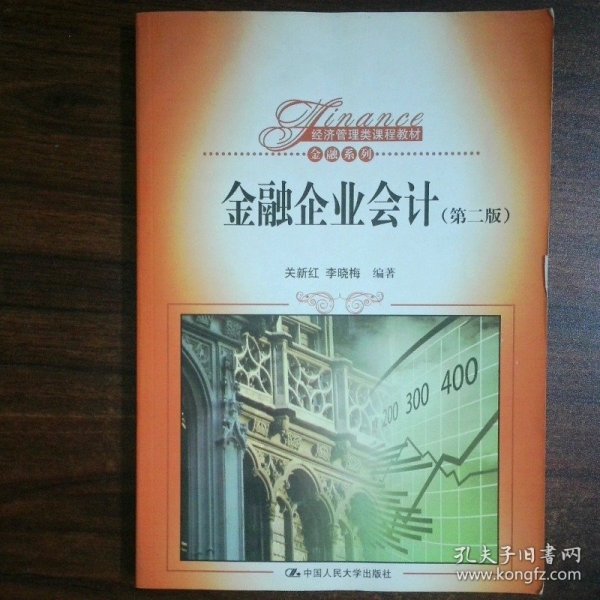 Finance
经济管理类课程教材
金融系列
金融企业会计(第二版)
关新红 李晓梅 编著
200 300 400
中国人民大学出版社
孔夫子旧书网
www.kongfz.com